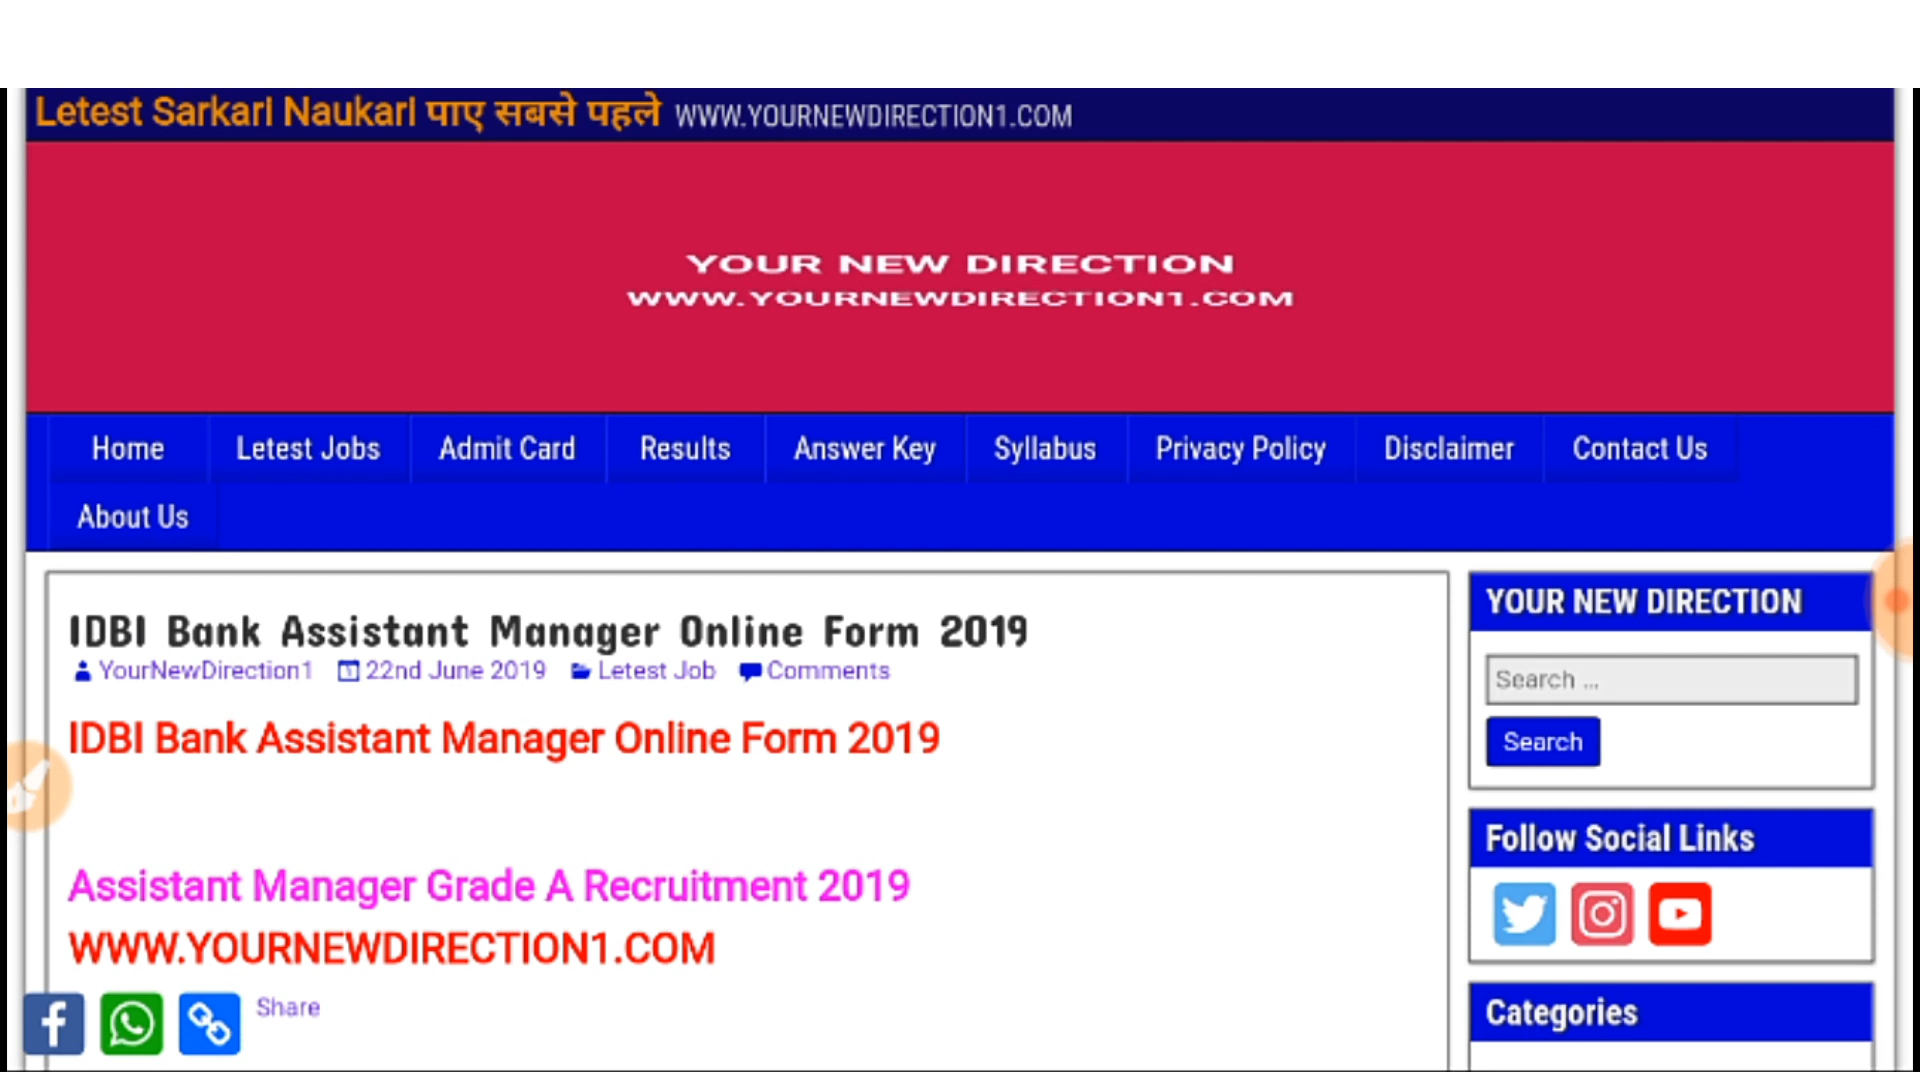 Letest Sarkari Naukari पाए सबसे पहले WWW.YOURNEWDIRECTION1.COM
YOUR NEW DIRECTION
WWW.YOURNEWDIRECTION1.COM
Home Letest Jobs Admit Card Results Answer Key Syllabus Privacy Policy Disclaimer Contact Us
About Us
IDBI Bank Assistant Manager Online Form 2019
YourNewDirection1 22nd June 2019 Letest Job Comments
IDBI Bank Assistant Manager Online Form 2019
Assistant Manager Grade A Recruitment 2019
WWW.YOURNEWDIRECTION1.COM
Share
YOUR NEW DIRECTION
Search ...
Search
Follow Social Links
Categories